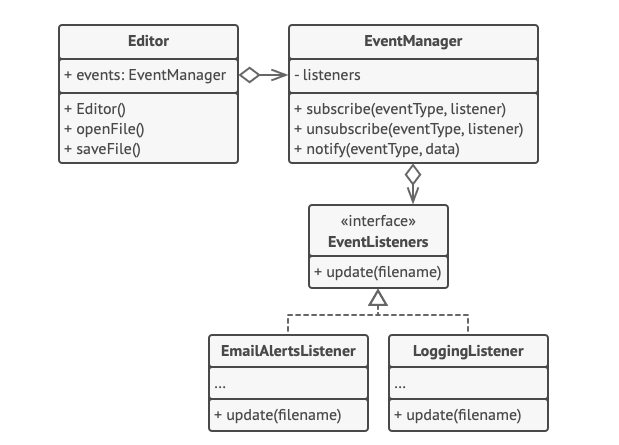 Editor
+ events: EventManager
+ Editor()
+ openFile()
+ saveFile()
EventManager
- listeners
+ subscribe(eventType, listener)
+ unsubscribe(eventType, listener)
+ notify(eventType, data)
«interface»
EventListeners
+ update(filename)
EmailAlertsListener
...
+ update(filename)
LoggingListener
...
+ update(filename)